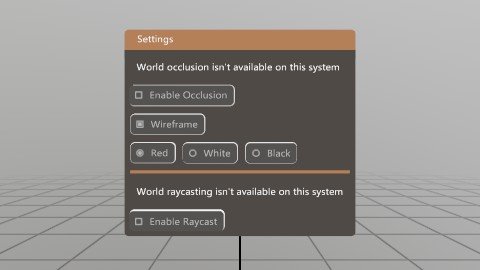 Settings
World occlusion isn't available on this system
Enable Occlusion
Wireframe
Red White Black
World raycasting isn't available on this system
Enable Raycast